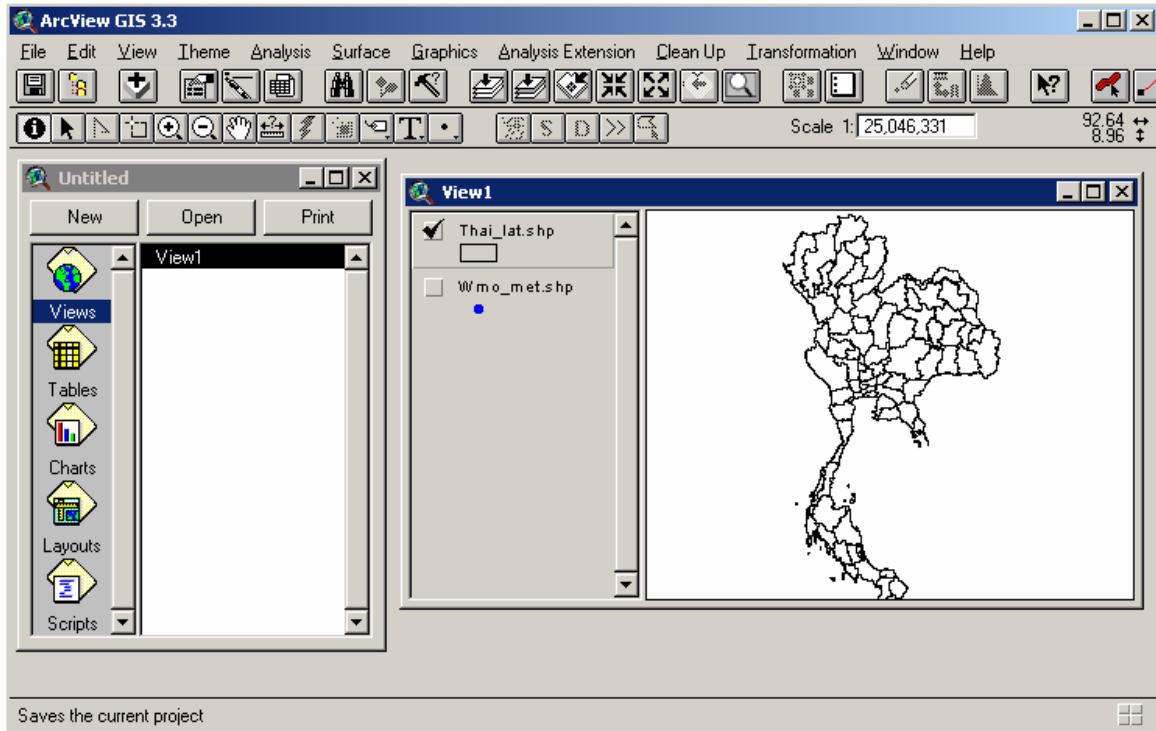 ArcView GIS 3.3
File Edit View Theme Analysis Surface Graphics Analysis Extension Clean Up Transformation Window Help
T
S D >>
Scale 1: 25,046,331
92.64
8.96
Untitled
New Open Print
View1
Views
Tables
Charts
Layouts
Scripts
View1
Thai_lat.shp
Wmo_met.shp
Saves the current project